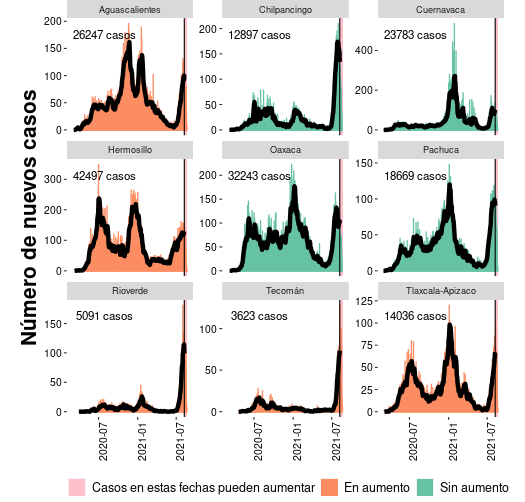 Número de nuevos casos
Aguascalientes Chilpancingo Cuernavaca
26247 casos 12897 casos 23783 casos
200 150 100 50 0
200 150 100 50 0
400 200 0
Hermosillo Oaxaca Pachuca
42497 casos 32243 casos 18669 casos
300 200 100 0
200 150 100 50 0
150 100 50 0
Rioverde Tecomán Tlaxcala-Apizaco
5091 casos 3623 casos 14036 casos
150 100 50 0
100 50 0
125 100 75 50 25 0
2020-07 2021-01 2021-07 2020-07 2021-01 2021-07 2020-07 2021-01 2021-07
Casos en estas fechas pueden aumentar En aumento Sin aumento